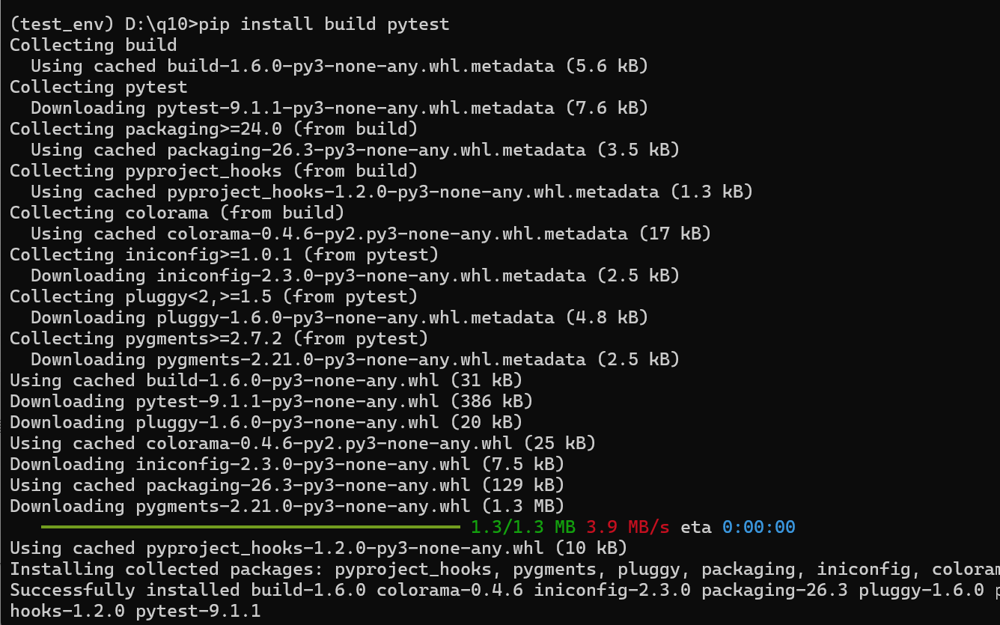 (test_env) D:\q10>pip install build pytest
Collecting build
  Using cached build-1.6.0-py3-none-any.whl.metadata (5.6 kB)
Collecting pytest
  Downloading pytest-9.1.1-py3-none-any.whl.metadata (7.6 kB)
Collecting packaging>=24.0 (from build)
  Using cached packaging-26.3-py3-none-any.whl.metadata (3.5 kB)
Collecting pyproject_hooks (from build)
  Using cached pyproject_hooks-1.2.0-py3-none-any.whl.metadata (1.3 kB)
Collecting colorama (from build)
  Using cached colorama-0.4.6-py2.py3-none-any.whl.metadata (17 kB)
Collecting iniconfig>=1.0.1 (from pytest)
  Downloading iniconfig-2.3.0-py3-none-any.whl.metadata (2.5 kB)
Collecting pluggy<2,>=1.5 (from pytest)
  Downloading pluggy-1.6.0-py3-none-any.whl.metadata (4.8 kB)
Collecting pygments>=2.7.2 (from pytest)
  Downloading pygments-2.21.0-py3-none-any.whl.metadata (2.5 kB)
Using cached build-1.6.0-py3-none-any.whl (31 kB)
Downloading pytest-9.1.1-py3-none-any.whl (386 kB)
Downloading pluggy-1.6.0-py3-none-any.whl (20 kB)
Using cached colorama-0.4.6-py2.py3-none-any.whl (25 kB)
Downloading iniconfig-2.3.0-py3-none-any.whl (7.5 kB)
Using cached packaging-26.3-py3-none-any.whl (129 kB)
Downloading pygments-2.21.0-py3-none-any.whl (1.3 MB)
1.3/1.3 MB 3.9 MB/s eta 0:00:00
Using cached pyproject_hooks-1.2.0-py3-none-any.whl (10 kB)
Installing collected packages: pyproject_hooks, pygments, pluggy, packaging, iniconfig,
Successfully installed build-1.6.0 colorama-0.4.6 iniconfig-2.3.0 packaging-26.3 pluggy-1.6.0
hooks-1.2.0 pytest-9.1.1